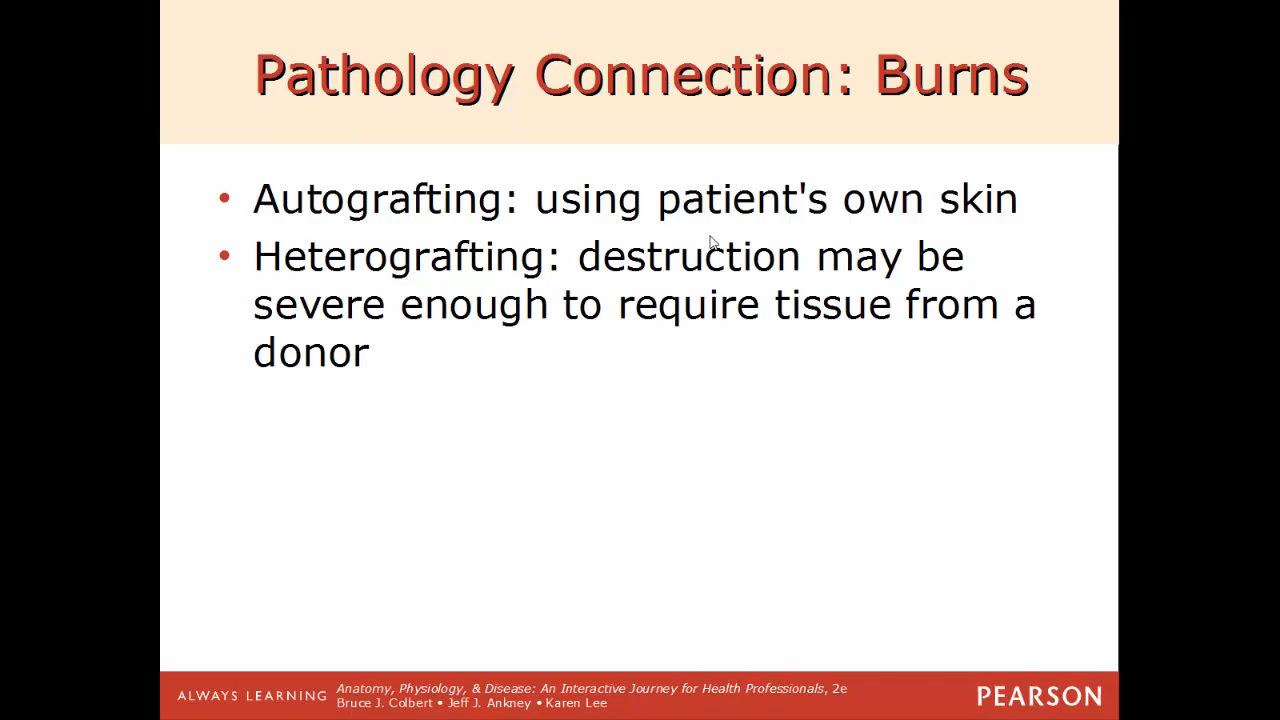 Pathology Connection: Burns
• Autografting: using patient's own skin
• Heterografting: destruction may be
severe enough to require tissue from a
donor
ALWAYS LEARNING
Anatomy, Physiology, & Disease: An Interactive Journey for Health Professionals, 2e
Bruce J. Colbert • Jeff J. Ankney • Karen Lee
PEARSON